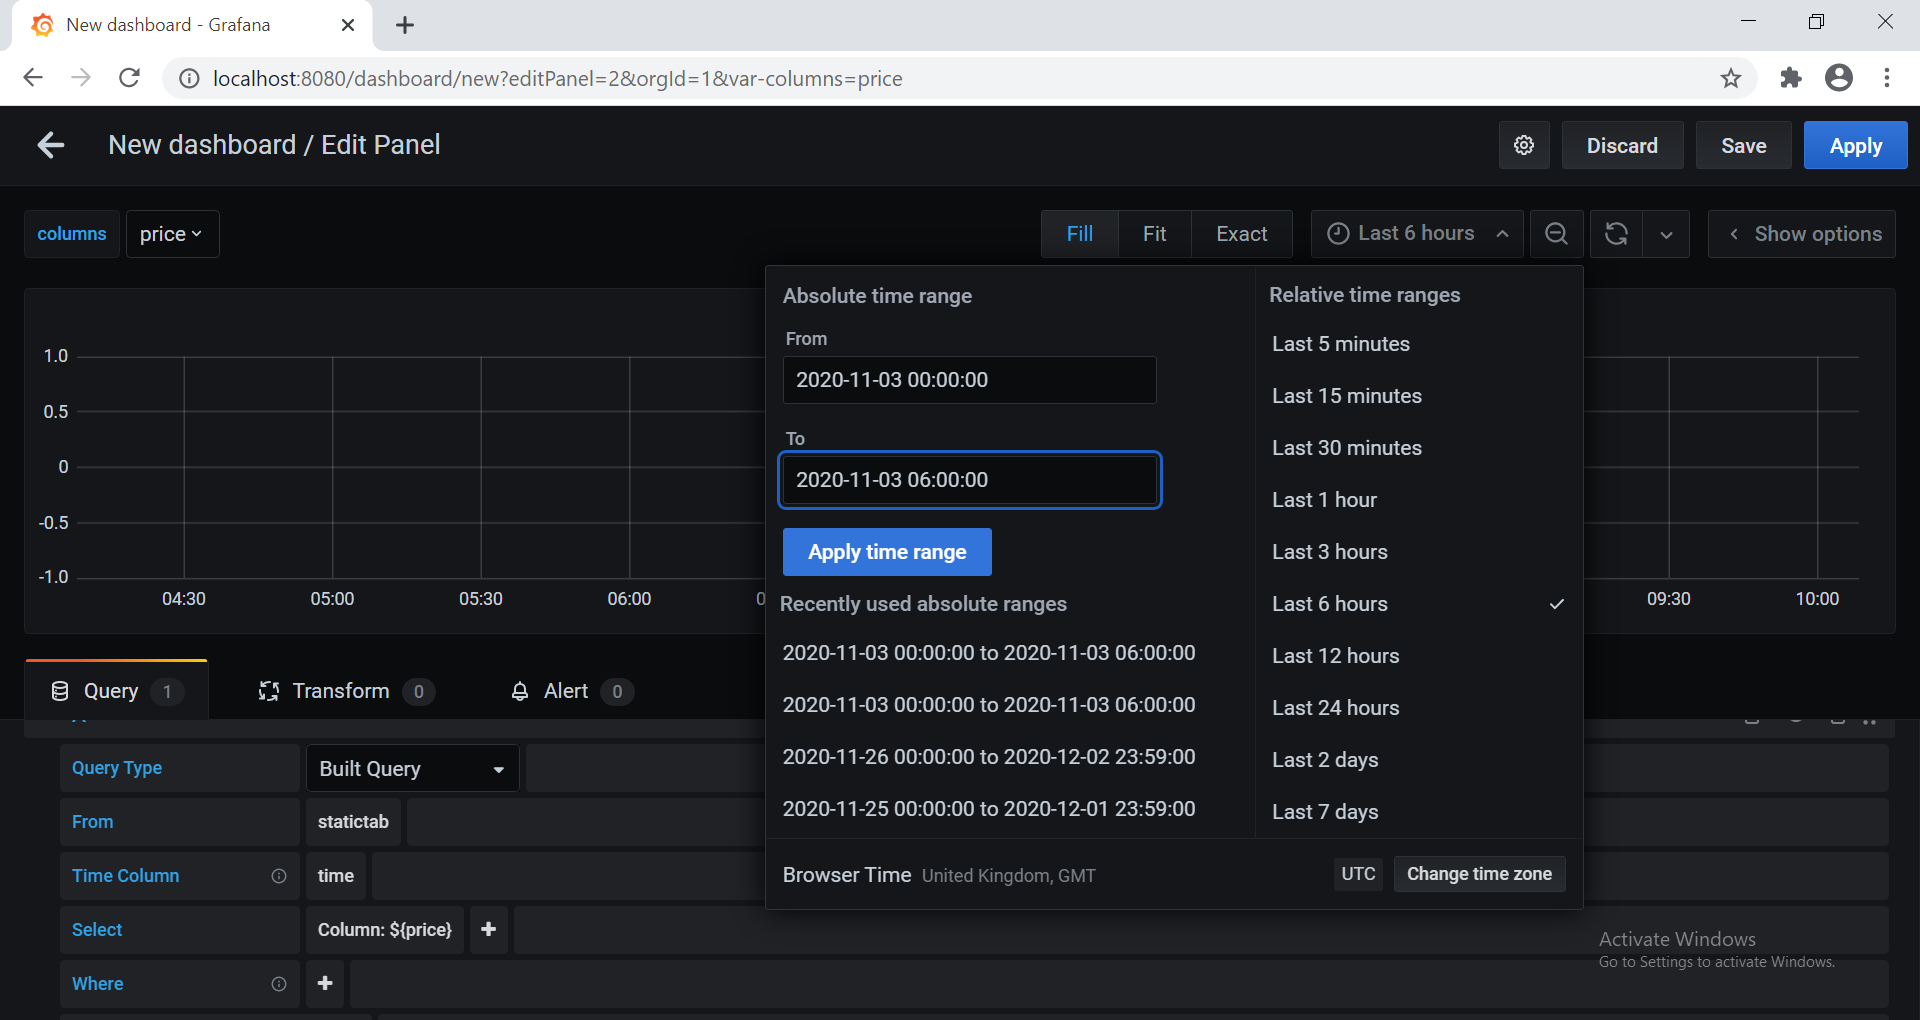 New dashboard - Grafana
localhost:8080/dashboard/new?editPanel=2&orgId=1&var-columns=price
New dashboard / Edit Panel
Discard
Save
Apply
columns
price
Fill
Fit
Exact
Last 6 hours
Show options
1.0
0.5
0
-0.5
-1.0
04:30
05:00
05:30
06:00
0
09:30
10:00
Absolute time range
From
2020-11-03 00:00:00
To
2020-11-03 06:00:00
Apply time range
Recently used absolute ranges
2020-11-03 00:00:00 to 2020-11-03 06:00:00
2020-11-03 00:00:00 to 2020-11-03 06:00:00
2020-11-26 00:00:00 to 2020-12-02 23:59:00
2020-11-25 00:00:00 to 2020-12-01 23:59:00
Relative time ranges
Last 5 minutes
Last 15 minutes
Last 30 minutes
Last 1 hour
Last 3 hours
Last 6 hours
Last 12 hours
Last 24 hours
Last 2 days
Last 7 days
Browser Time United Kingdom, GMT
UTC
Change time zone
Query 1
Transform 0
Alert 0
Query Type
Built Query
From
statictab
Time Column
time
Select
Column: ${price}
Where
Activate Windows
Go to Settings to activate Windows.